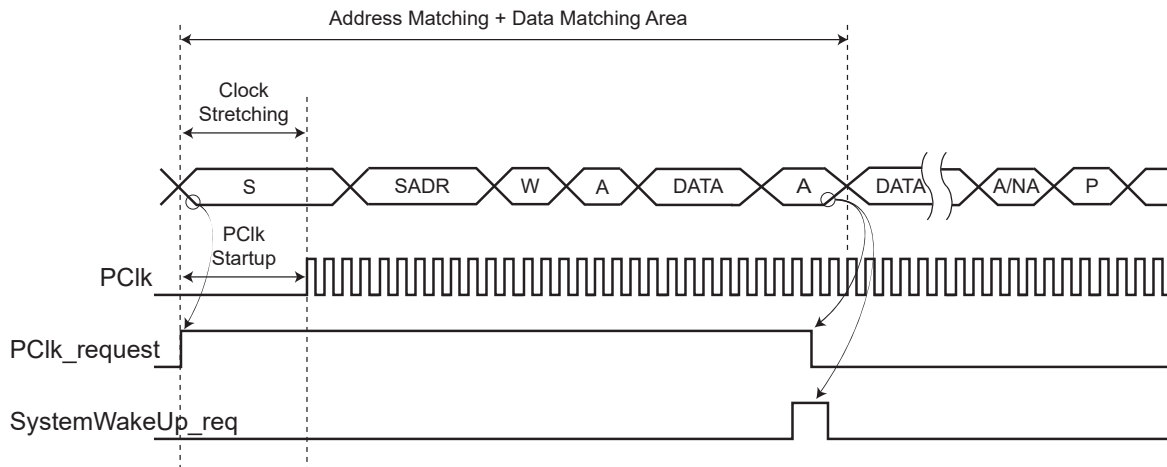 Address Matching + Data Matching Area
Clock
Stretching
S
SADR
W
A
DATA
A
DATA
A/NA
P
PClk
Startup
PClk
PClk_request
SystemWakeUp_req